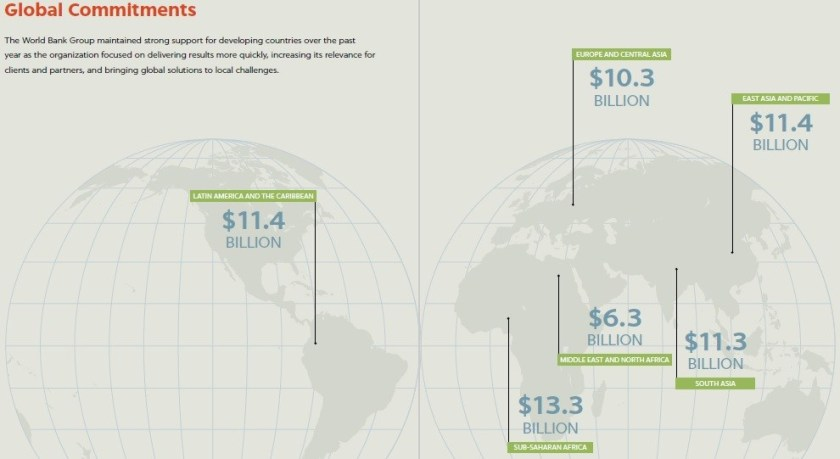 Global Commitments
The World Bank Group maintained strong support for developing countries over the past
year as the organization focused on delivering results more quickly, increasing its relevance for
clients and partners, and bringing global solutions to local challenges.
EUROPE AND CENTRAL ASIA
$10.3
BILLION
EAST ASIA AND PACIFIC
$11.4
BILLION
LATIN AMERICA AND THE CARIBBEAN
$11.4
BILLION
$6.3
BILLION
MIDDLE EAST AND NORTH AFRICA
$11.3
BILLION
SOUTH ASIA
$13.3
BILLION
SUB-SAHARAN AFRICA